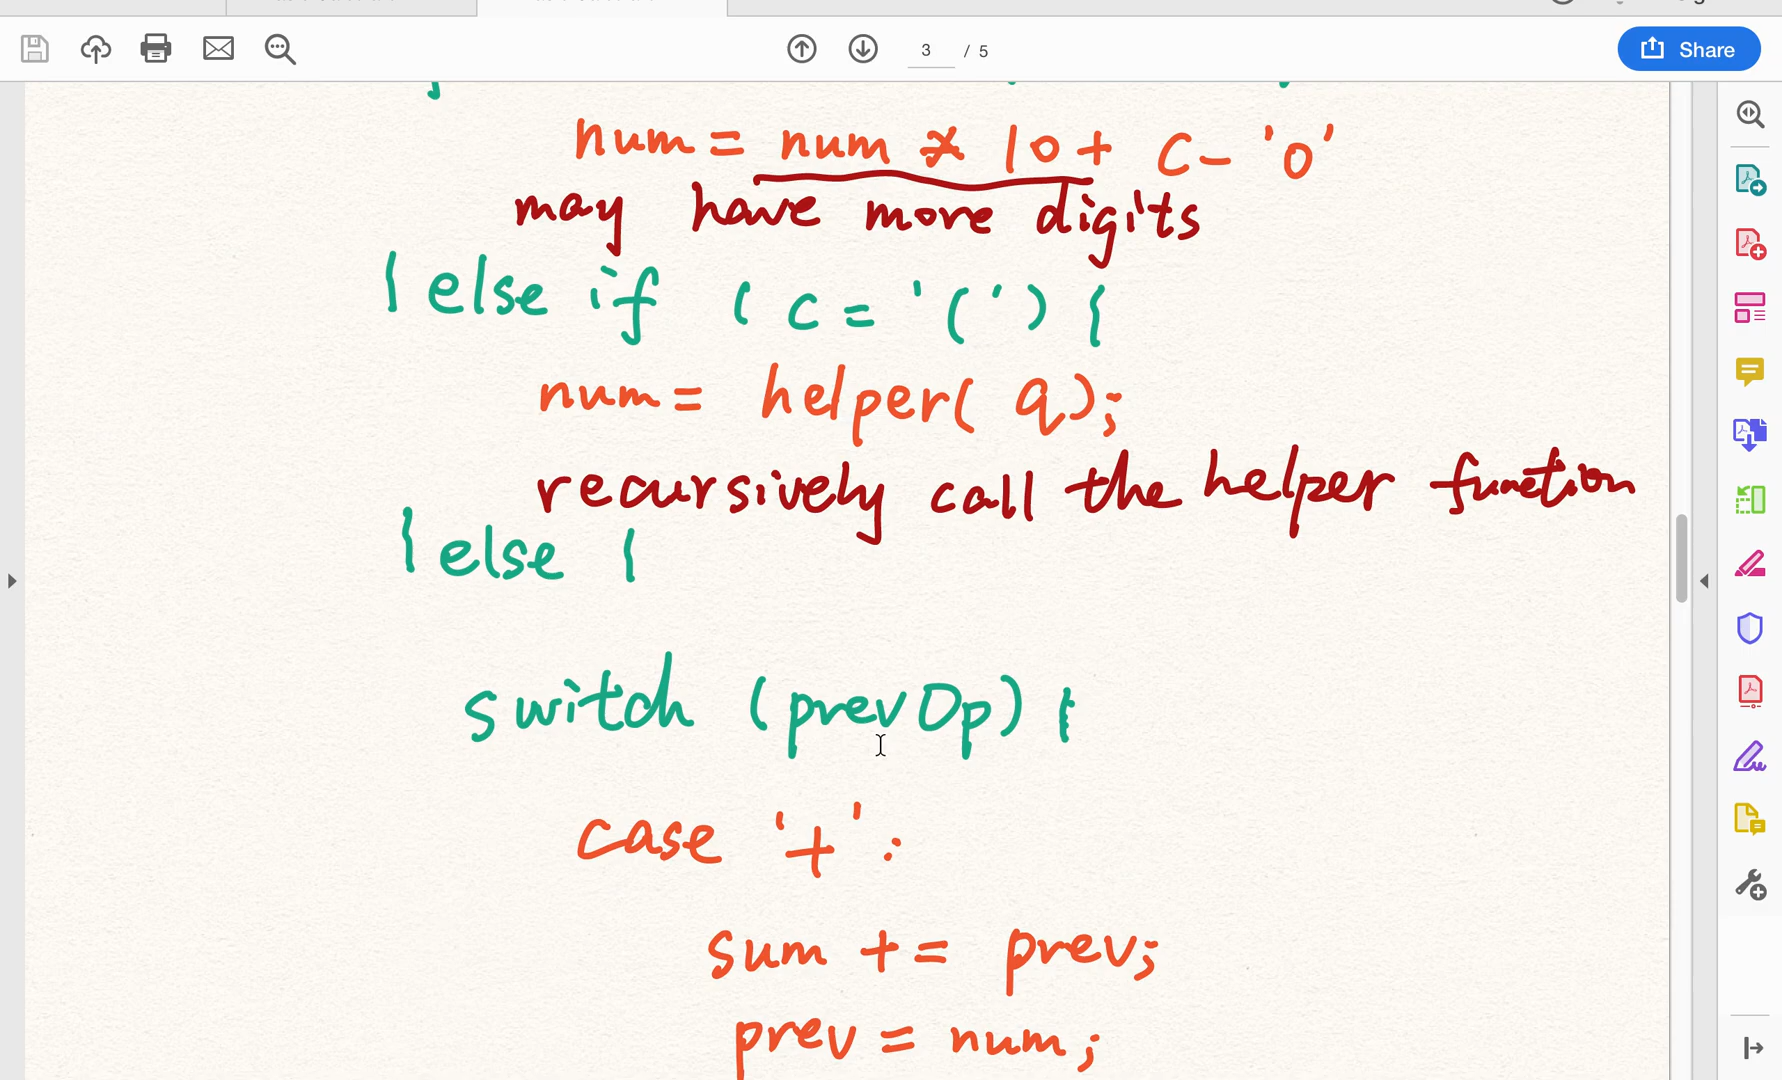 3 / 5
Share
num = num * 10 + c - '0'
may have more digits
} else if ( c = '(' ) {
num = helper( q);
recursively call the helper function
} else {
switch (prevOp) {
case '+' :
sum += prev;
prev = num;